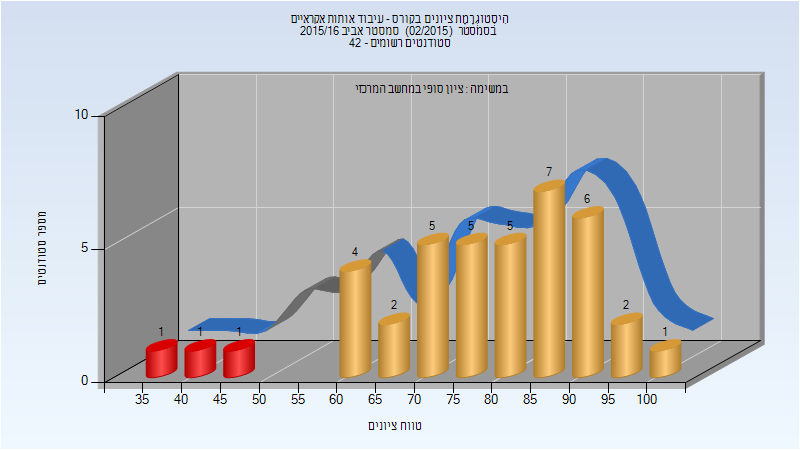 היסטוגרמת ציונים בקורס - עיבוד אותות אקראיים
בסמסטר (02/2015) סמסטר אביב 2015/16
סטודנטים רשומים - 42
במשימה : ציון סופי במחשב המרכזי
10
5
0
מספר סטודנטים
1
1
1
4
2
5
5
5
7
6
2
1
35 40 45 50 55 60 65 70 75 80 85 90 95 100
טווח ציונים